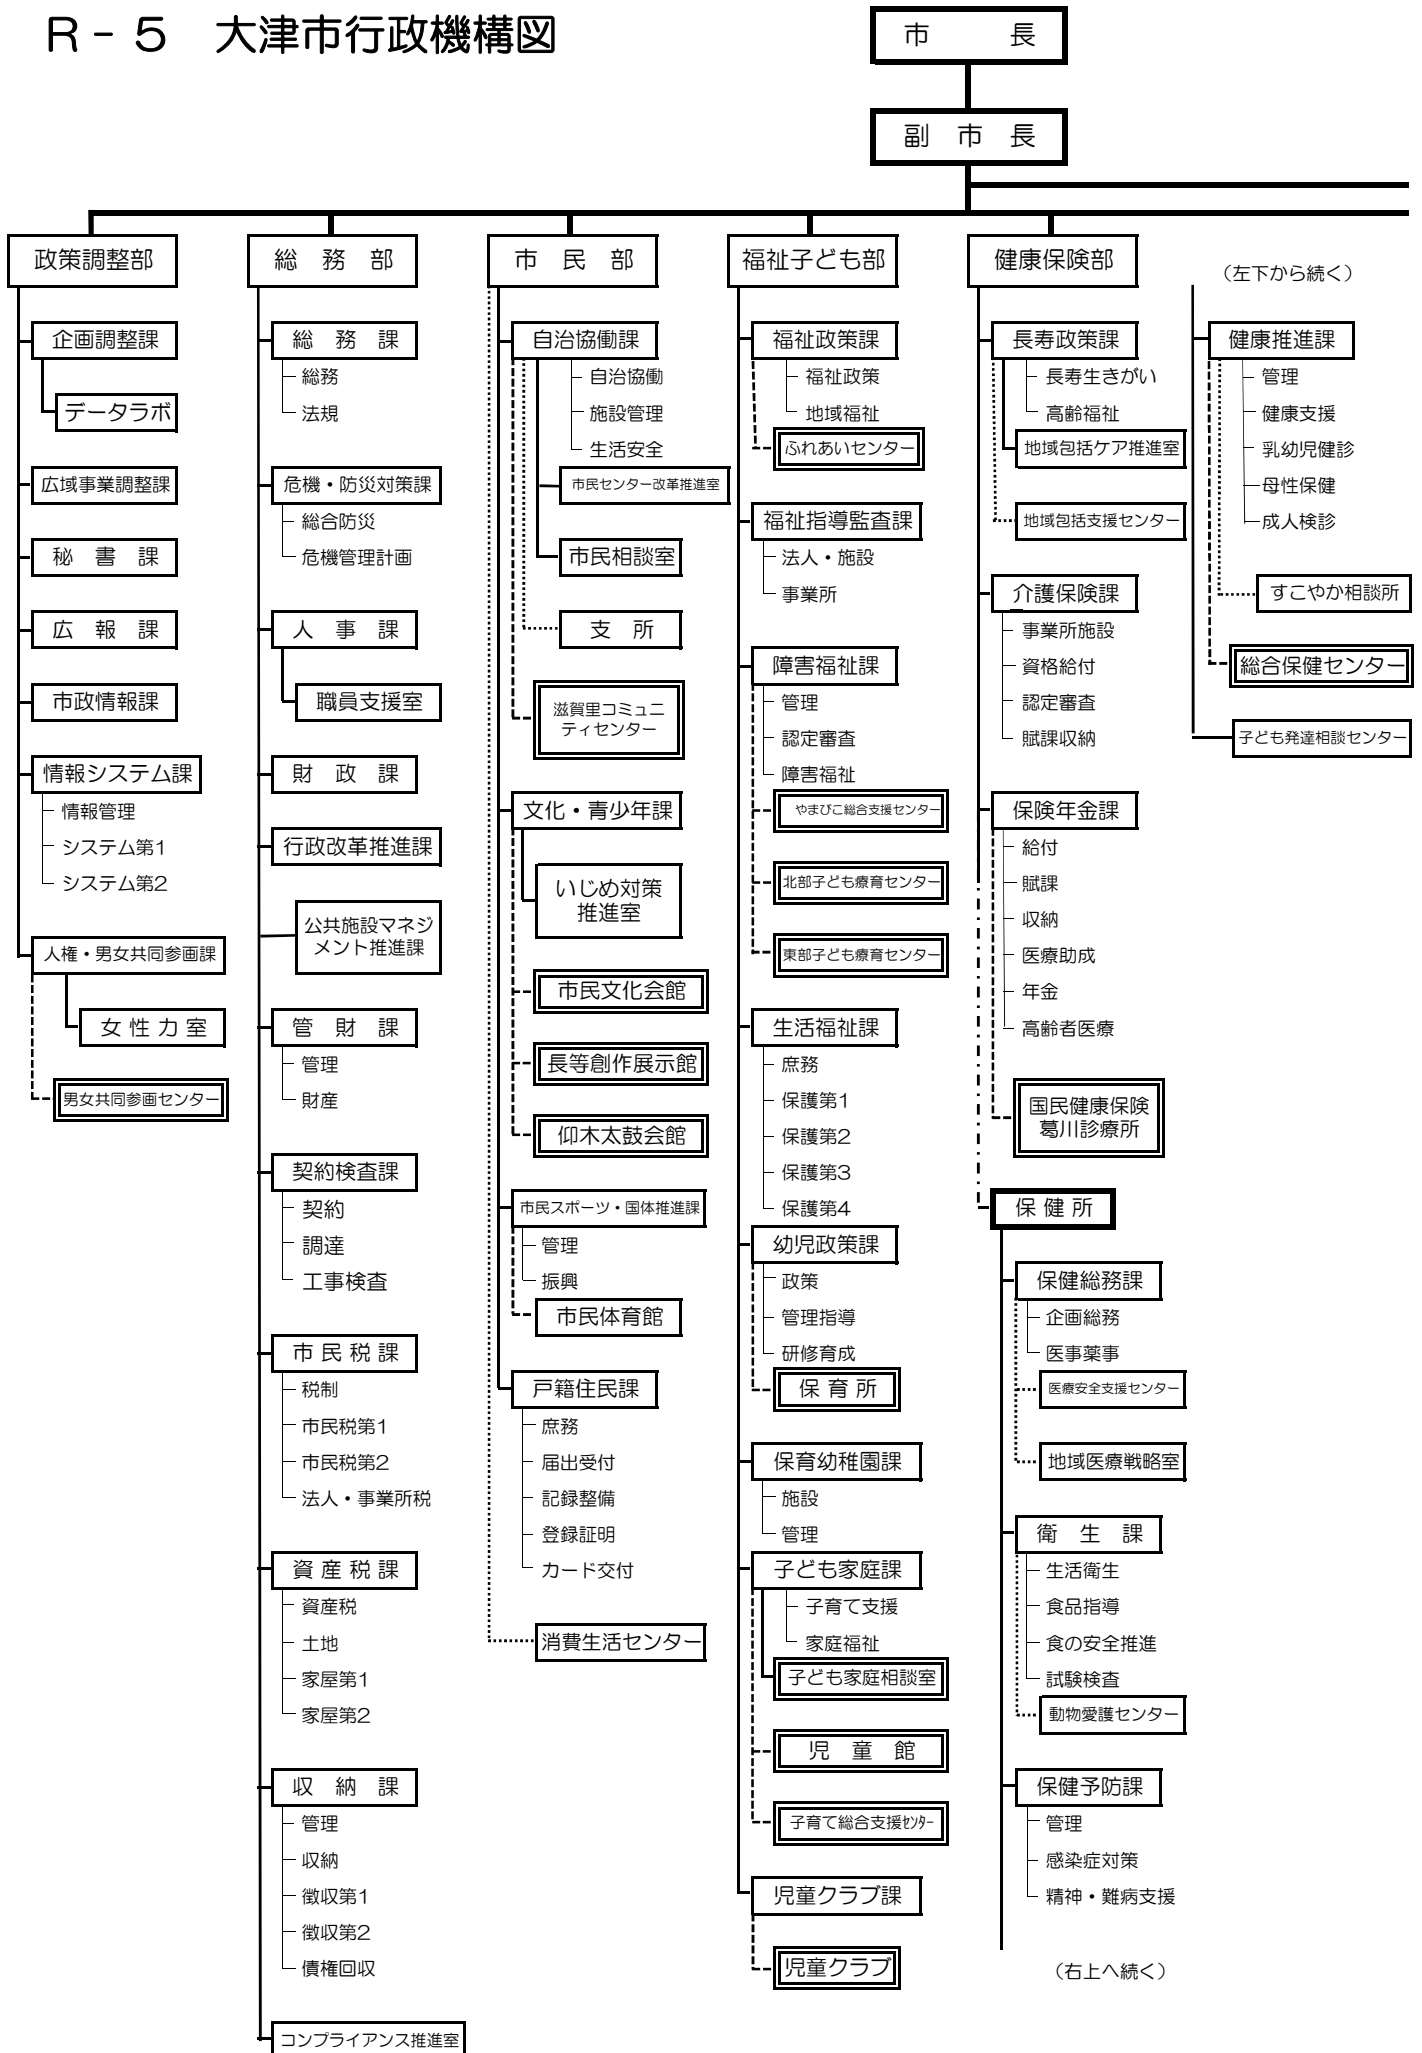 R-5 大津市行政機構図
市 長
副 市 長
政策調整部
企画調整課
データラボ
広域事業調整課
秘 書 課
広 報 課
市政情報課
情報システム課
情報管理
システム第1
システム第2
人権・男女共同参画課
女 性 力 室
男女共同参画センター
総 務 部
総 務 課
総務
法規
危機・防災対策課
総合防災
危機管理計画
人 事 課
職員支援室
財 政 課
行政改革推進課
公共施設マネジ
メント推進課
管 財 課
管理
財産
契約検査課
契約
調達
工事検査
市 民 税 課
税制
市民税第1
市民税第2
法人・事業所税
資 産 税 課
資産税
土地
家屋第1
家屋第2
収 納 課
管理
収納
徴収第1
徴収第2
債権回収
コンプライアンス推進室
市 民 部
自治協働課
自治協働
施設管理
生活安全
市民センター改革推進室
市民相談室
支 所
滋賀里コミュニ
ティセンター
文化・青少年課
いじめ対策
推進室
市民文化会館
長等創作展示館
仰木太鼓会館
市民スポーツ・国体推進課
管理
振興
市民体育館
戸籍住民課
庶務
届出受付
記録整備
登録証明
カード交付
消費生活センター
福祉子ども部
福祉政策課
福祉政策
地域福祉
ふれあいセンター
福祉指導監査課
法人・施設
事業所
障害福祉課
管理
認定審査
障害福祉
やまびこ総合支援センター
北部子ども療育センター
東部子ども療育センター
生活福祉課
庶務
保護第1
保護第2
保護第3
保護第4
幼児政策課
政策
管理指導
研修育成
保 育 所
保育幼稚園課
施設
管理
子ども家庭課
子育て支援
家庭福祉
子ども家庭相談室
児 童 館
子育て総合支援ｾﾝﾀｰ
児童クラブ課
児童クラブ
健康保険部
長寿政策課
長寿生きがい
高齢福祉
地域包括ケア推進室
地域包括支援センター
介護保険課
事業所施設
資格給付
認定審査
賦課収納
保険年金課
給付
賦課
収納
医療助成
年金
高齢者医療
国民健康保険
葛川診療所
保 健 所
保健総務課
企画総務
医事薬事
医療安全支援センター
地域医療戦略室
衛 生 課
生活衛生
食品指導
食の安全推進
試験検査
動物愛護センター
保健予防課
管理
感染症対策
精神・難病支援
（右上へ続く）
（左下から続く）
健康推進課
管理
健康支援
乳幼児健診
母性保健
成人検診
すこやか相談所
総合保健センター
子ども発達相談センター